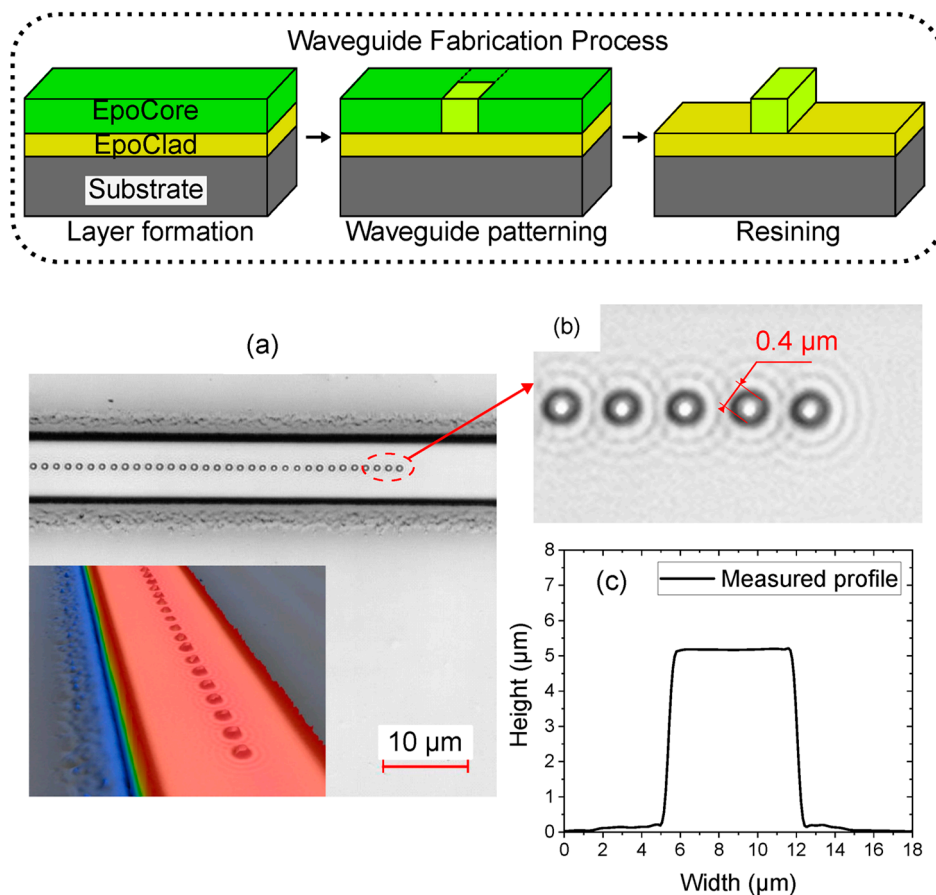 Waveguide Fabrication Process
EpoCore
EpoClad
Substrate
Layer formation
Waveguide patterning
Resining
(a)
(b)
0.4 μm
10 μm
(c)
Measured profile
Height (μm)
8
7
6
5
4
3
2
1
0
0 2 4 6 8 10 12 14 16 18
Width (μm)